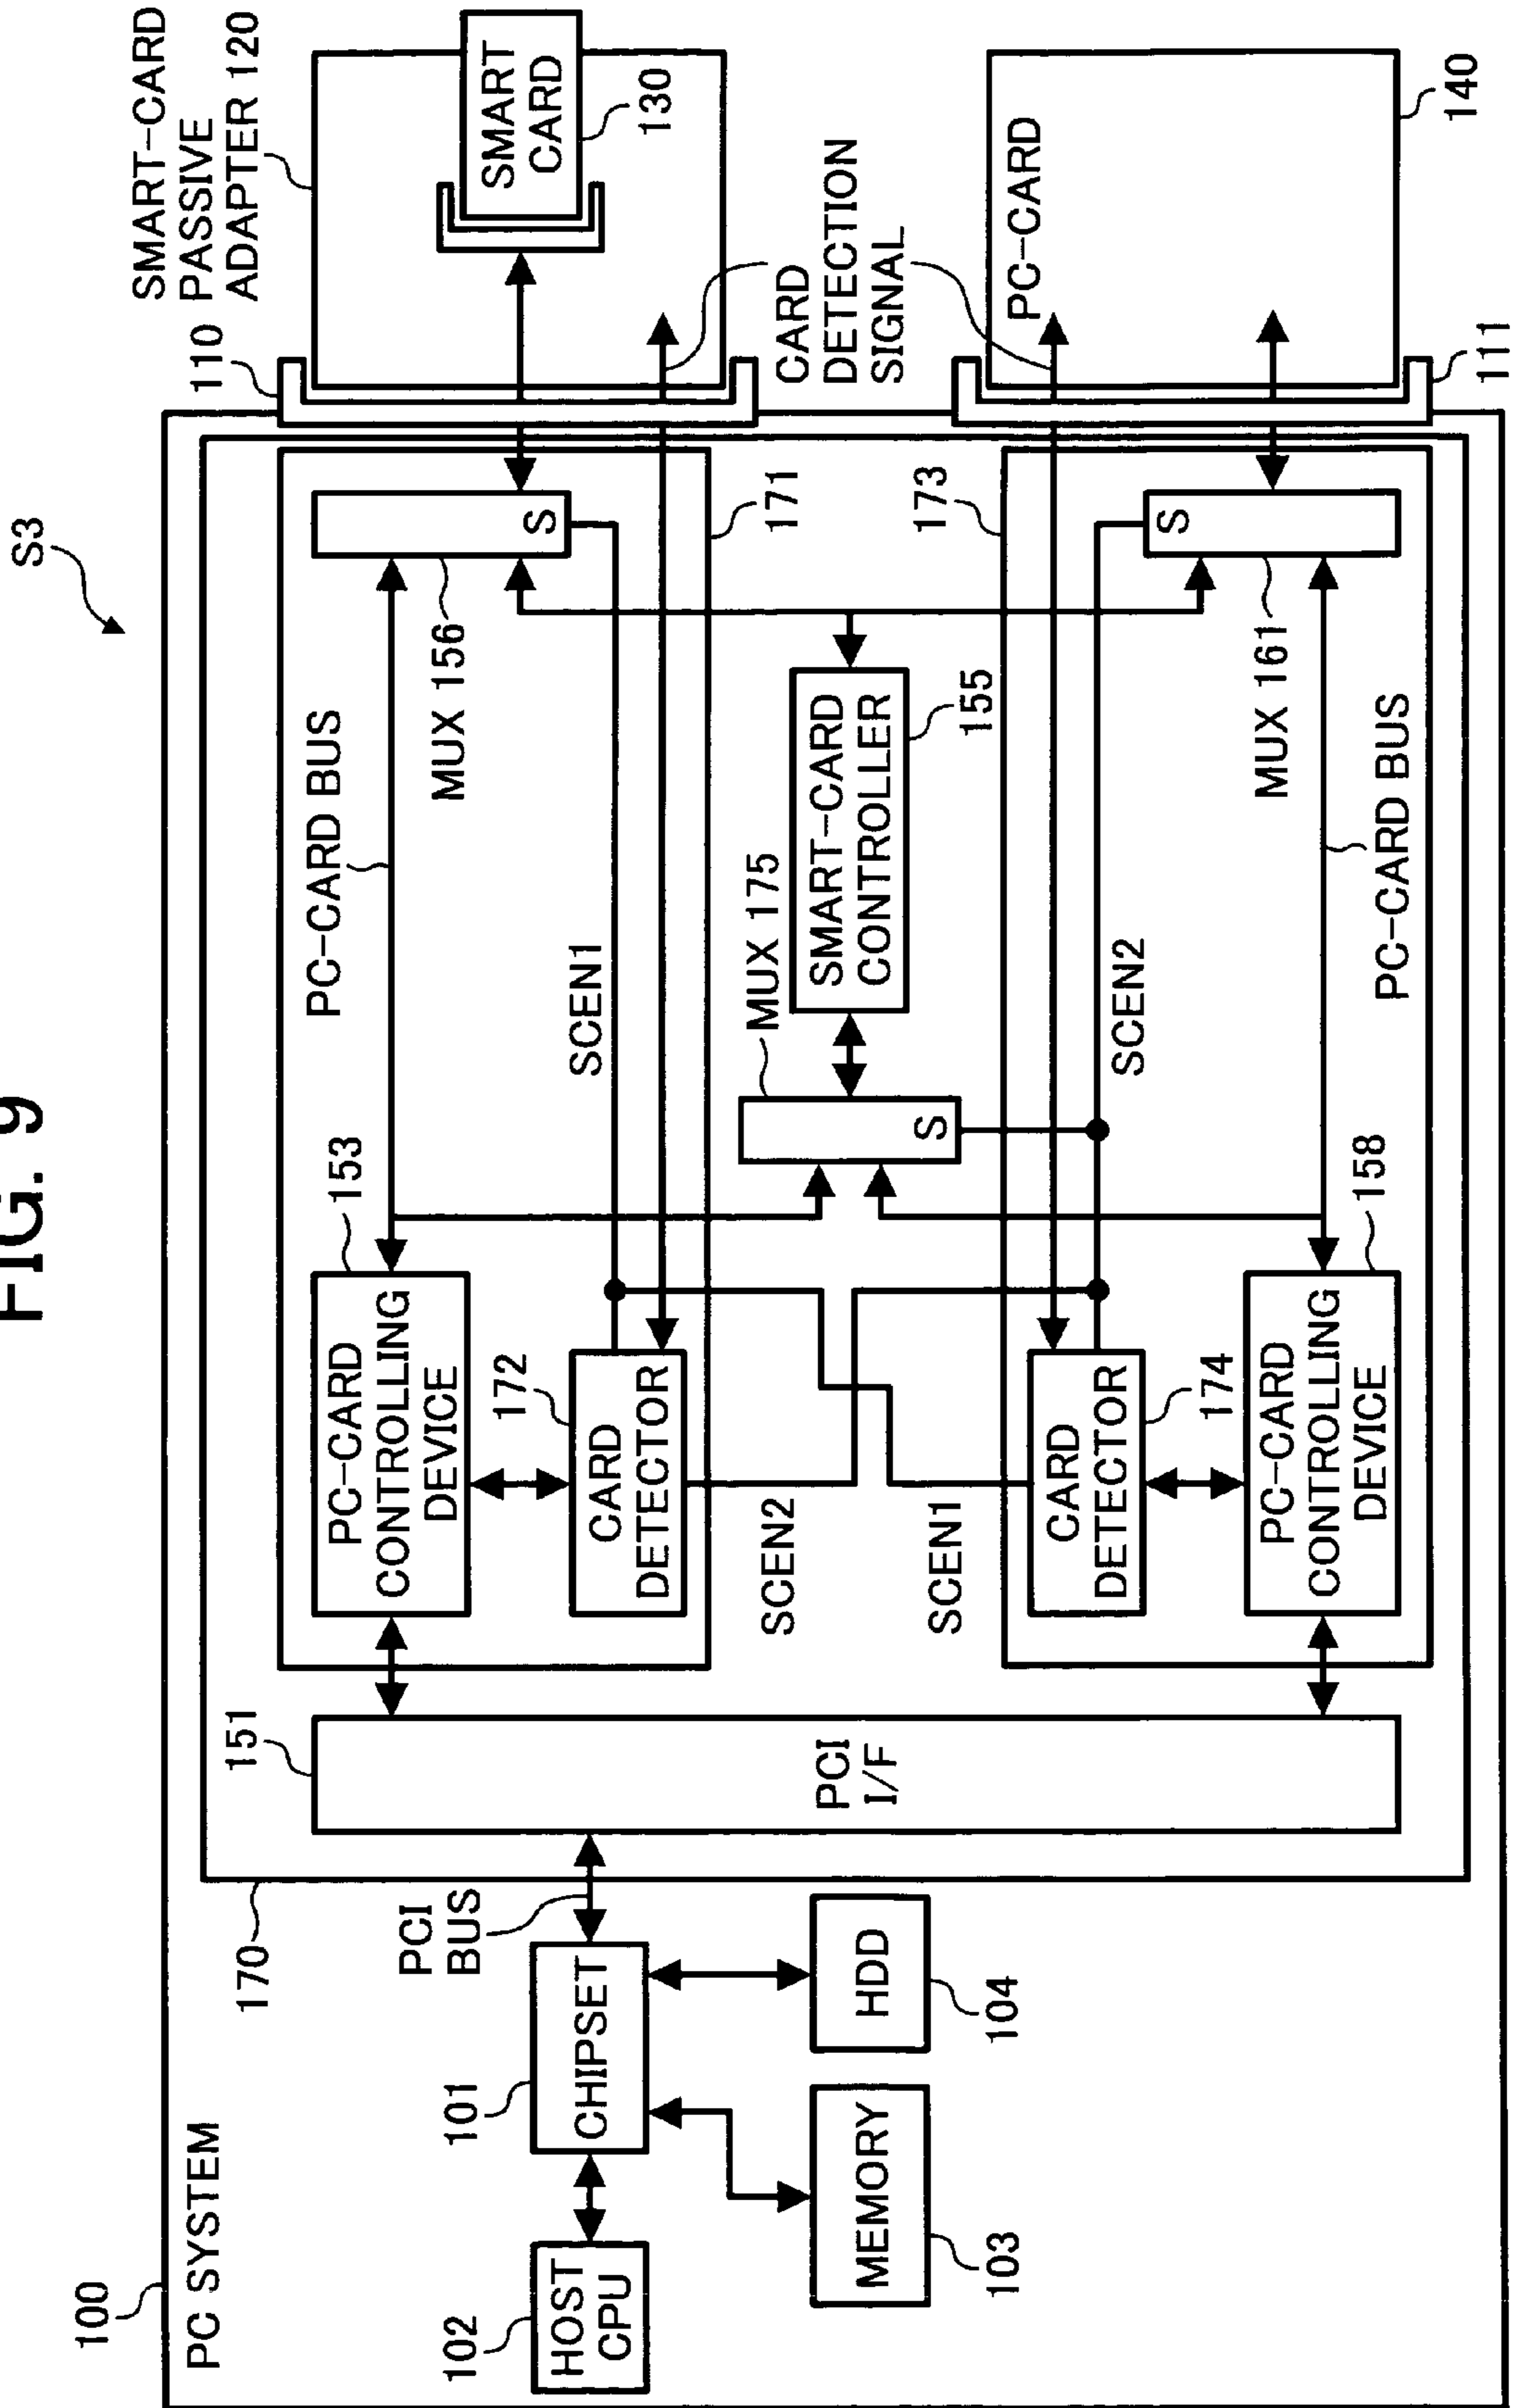 FIG. 9
S3
100
PC SYSTEM
102
HOST
CPU
101
CHIPSET
MEMORY
103
HDD
104
PCI
BUS
170
151
PCI
I/F
153
PC-CARD
CONTROLLING
DEVICE
172
CARD
DETECTOR
SCEN2
SCEN1
CARD
DETECTOR
174
PC-CARD
CONTROLLING
DEVICE
158
PC-CARD BUS
SCEN1
MUX 175
S
SMART-CARD
CONTROLLER
155
SCEN2
PC-CARD BUS
MUX 156
S
171
173
S
MUX 161
110
SMART-CARD
PASSIVE
ADAPTER 120
SMART
CARD
130
CARD
DETECTION
SIGNAL
PC-CARD
140
111